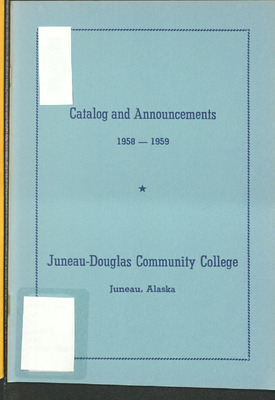 Catalog and Announcements
1958 — 1959
★
Juneau-Douglas Community College
Juneau, Alaska